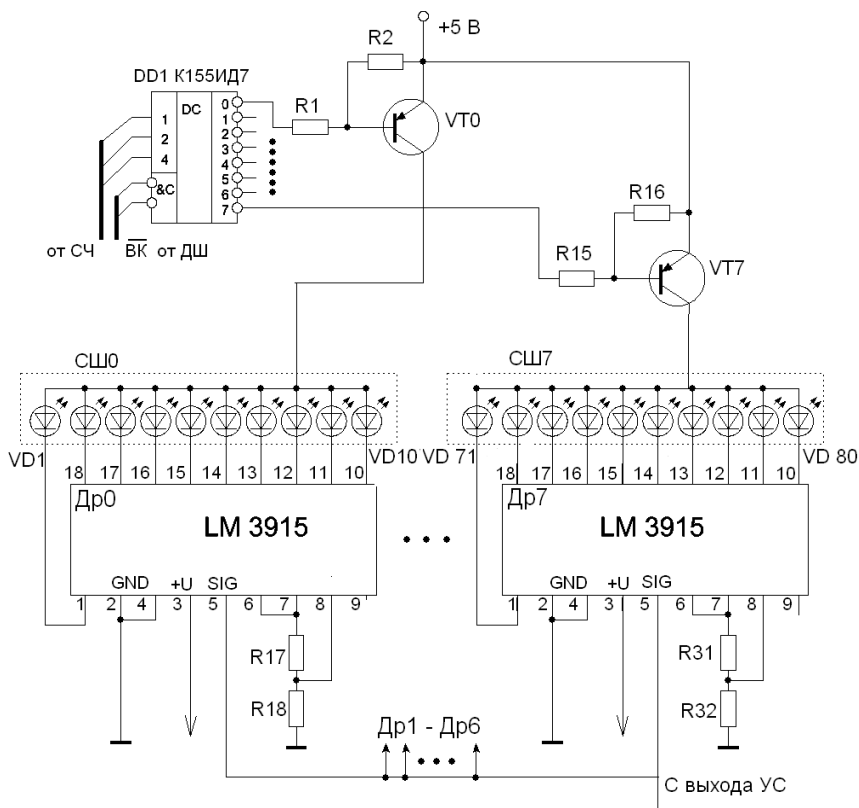 +5 В
R2
DD1 К155ИД7
R1
VT0
DC
0
1
2
3
4
5
6
7
1
2
4
&C
от СЧ
ВК от ДШ
R16
R15
VT7
СШ0
СШ7
VD1
VD10
VD 71
VD 80
18 17 16 15 14 13 12 11 10
18 17 16 15 14 13 12 11 10
Др0
Др7
LM 3915
LM 3915
GND +U SIG
GND +U SIG
1 2 4 3 5 6 7 8 9
1 2 4 3 5 6 7 8 9
R17
R18
R31
R32
Др1 - Др6
С выхода УС